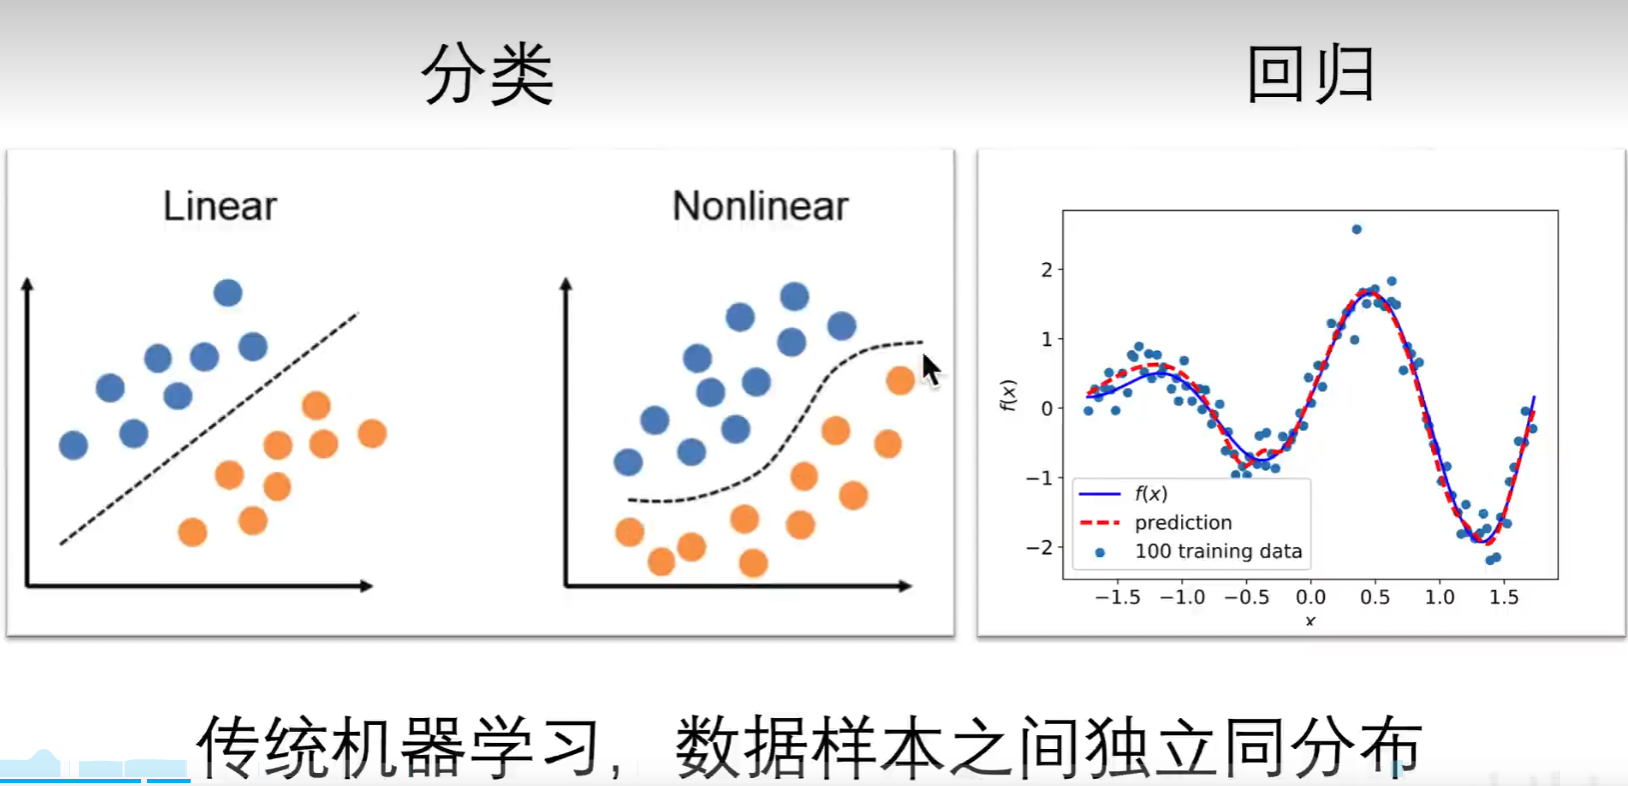 分类
回归
Linear
Nonlinear
2
1
0
−1
−2
f(x)
f(x)
prediction
100 training data
−1.5 −1.0 −0.5 0.0 0.5 1.0 1.5
x
传统机器学习，数据样本之间独立同分布